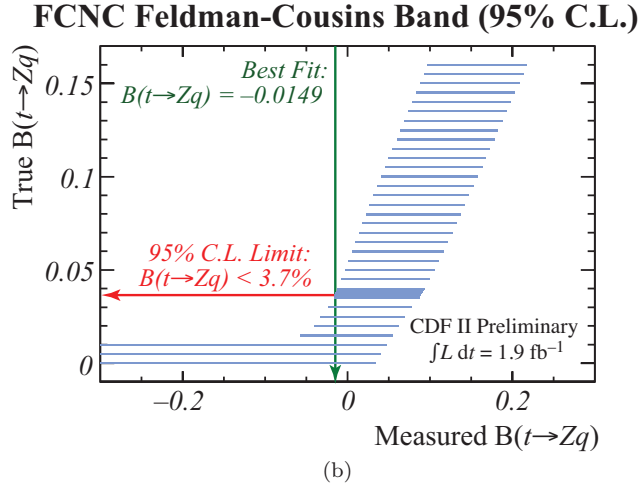 FCNC Feldman-Cousins Band (95% C.L.)
True B(t→Zq)
0.15
0.1
0.05
0
Best Fit:
B(t→Zq) = –0.0149
95% C.L. Limit:
B(t→Zq) < 3.7%
CDF II Preliminary
∫L dt = 1.9 fb⁻¹
–0.2
0
0.2
Measured B(t→Zq)
(b)